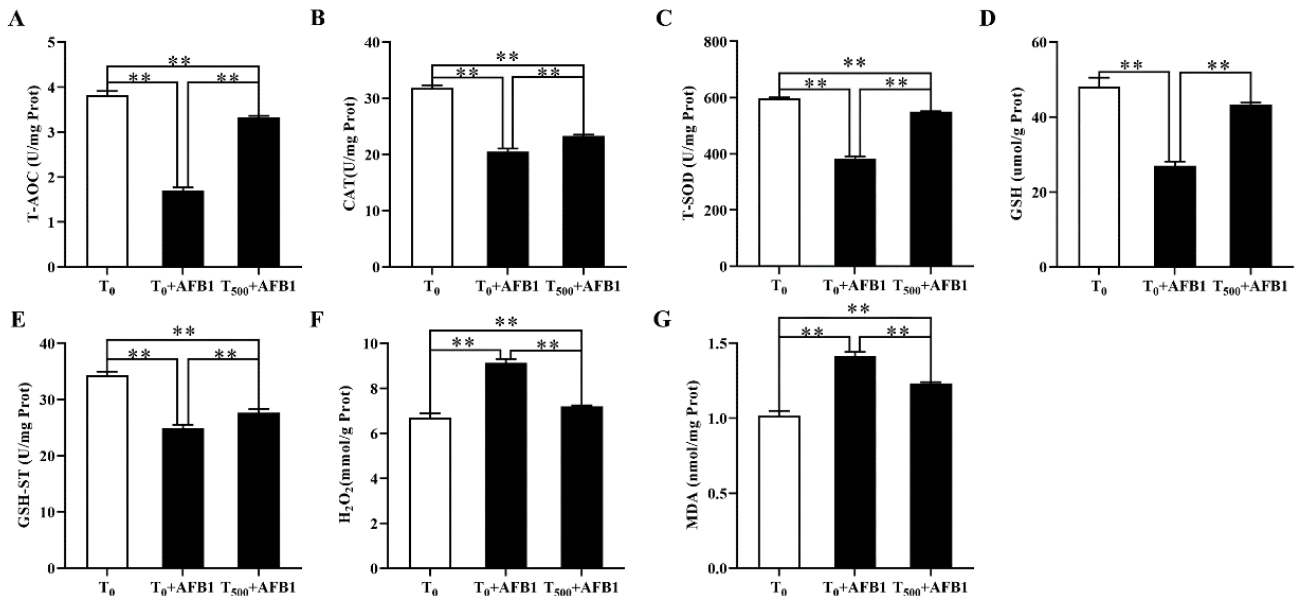 A
T-AOC (U/mg Prot)
5
4
3
2
1
0
**
**
**
T0
T0+AFB1
T500+AFB1
B
CAT(U/mg Prot)
40
30
20
10
0
**
**
**
T0
T0+AFB1
T500+AFB1
C
T-SOD (U/mg Prot)
800
600
400
200
0
**
**
**
T0
T0+AFB1
T500+AFB1
D
GSH (umol/g Prot)
60
40
20
0
**
**
T0
T0+AFB1
T500+AFB1
E
GSH-ST (U/mg Prot)
40
30
20
10
0
**
**
**
T0
T0+AFB1
T500+AFB1
F
H2O2(mmol/g Prot)
10
8
6
4
2
0
**
**
**
T0
T0+AFB1
T500+AFB1
G
MDA (nmol/mg Prot)
1.5
1.0
0.5
0.0
**
**
**
T0
T0+AFB1
T500+AFB1